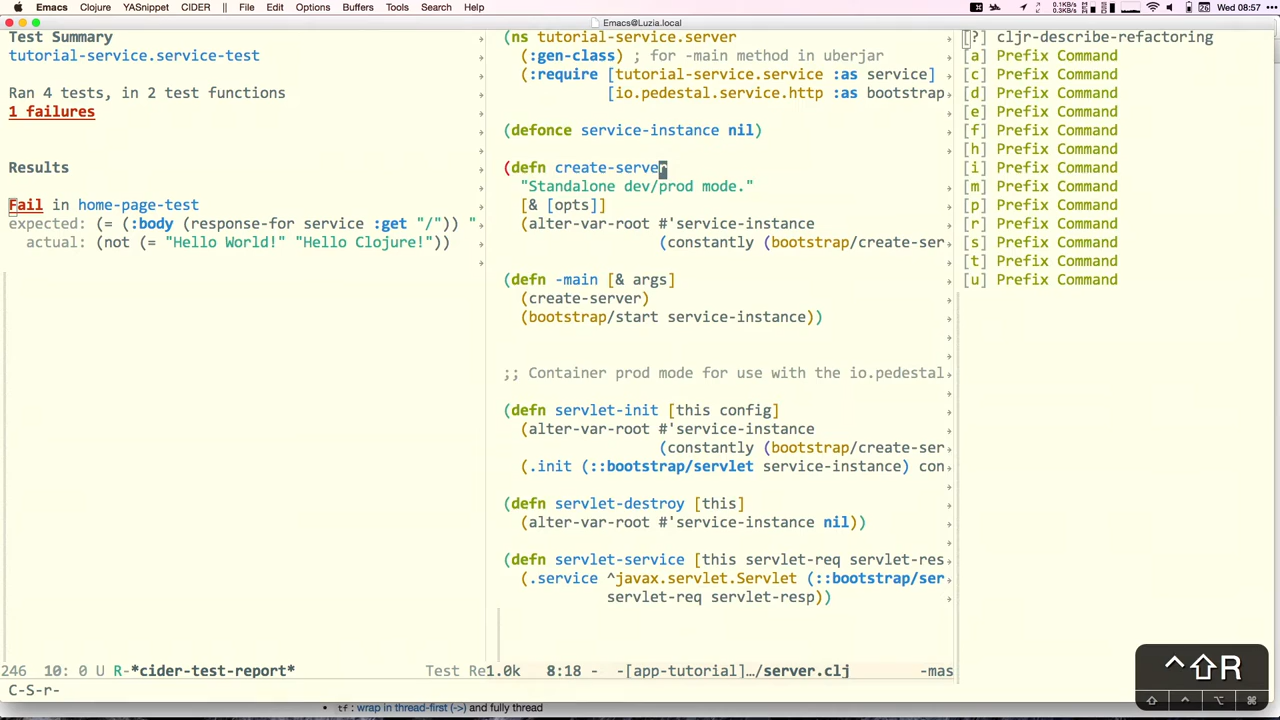 Emacs Clojure YASnippet CIDER File Edit Options Buffers Tools Search Help
0.1KB/s
0.3KB/s
26 Wed 08:57
Emacs@Luzia.local
Test Summary
tutorial-service.service-test
Ran 4 tests, in 2 test functions
1 failures
Results
Fail in home-page-test
expected: (= (:body (response-for service :get "/")) "
actual: (not (= "Hello World!" "Hello Clojure!"))
246 10: 0 U R-*cider-test-report* Test Re
(ns tutorial-service.server
(:gen-class) ; for -main method in uberjar
(:require [tutorial-service.service :as service]
[io.pedestal.service.http :as bootstrap
(defonce service-instance nil)
(defn create-server
"Standalone dev/prod mode."
[& [opts]]
(alter-var-root #'service-instance
(constantly (bootstrap/create-ser
(defn -main [& args]
(create-server)
(bootstrap/start service-instance))
;; Container prod mode for use with the io.pedestal
(defn servlet-init [this config]
(alter-var-root #'service-instance
(constantly (bootstrap/create-ser
(.init (::bootstrap/servlet service-instance) con
(defn servlet-destroy [this]
(alter-var-root #'service-instance nil))
(defn servlet-service [this servlet-req servlet-res
(.service ^javax.servlet.Servlet (::bootstrap/ser
servlet-req servlet-resp))
1.0k 8:18 - -[app-tutorial]…/server.clj -mas
[?] cljr-describe-refactoring
[a] Prefix Command
[c] Prefix Command
[d] Prefix Command
[e] Prefix Command
[f] Prefix Command
[h] Prefix Command
[i] Prefix Command
[m] Prefix Command
[p] Prefix Command
[r] Prefix Command
[s] Prefix Command
[t] Prefix Command
[u] Prefix Command
C-S-r-
^⇧R
⇧ ^ ⌥ ⌘
• tf : wrap in thread-first (->) and fully thread